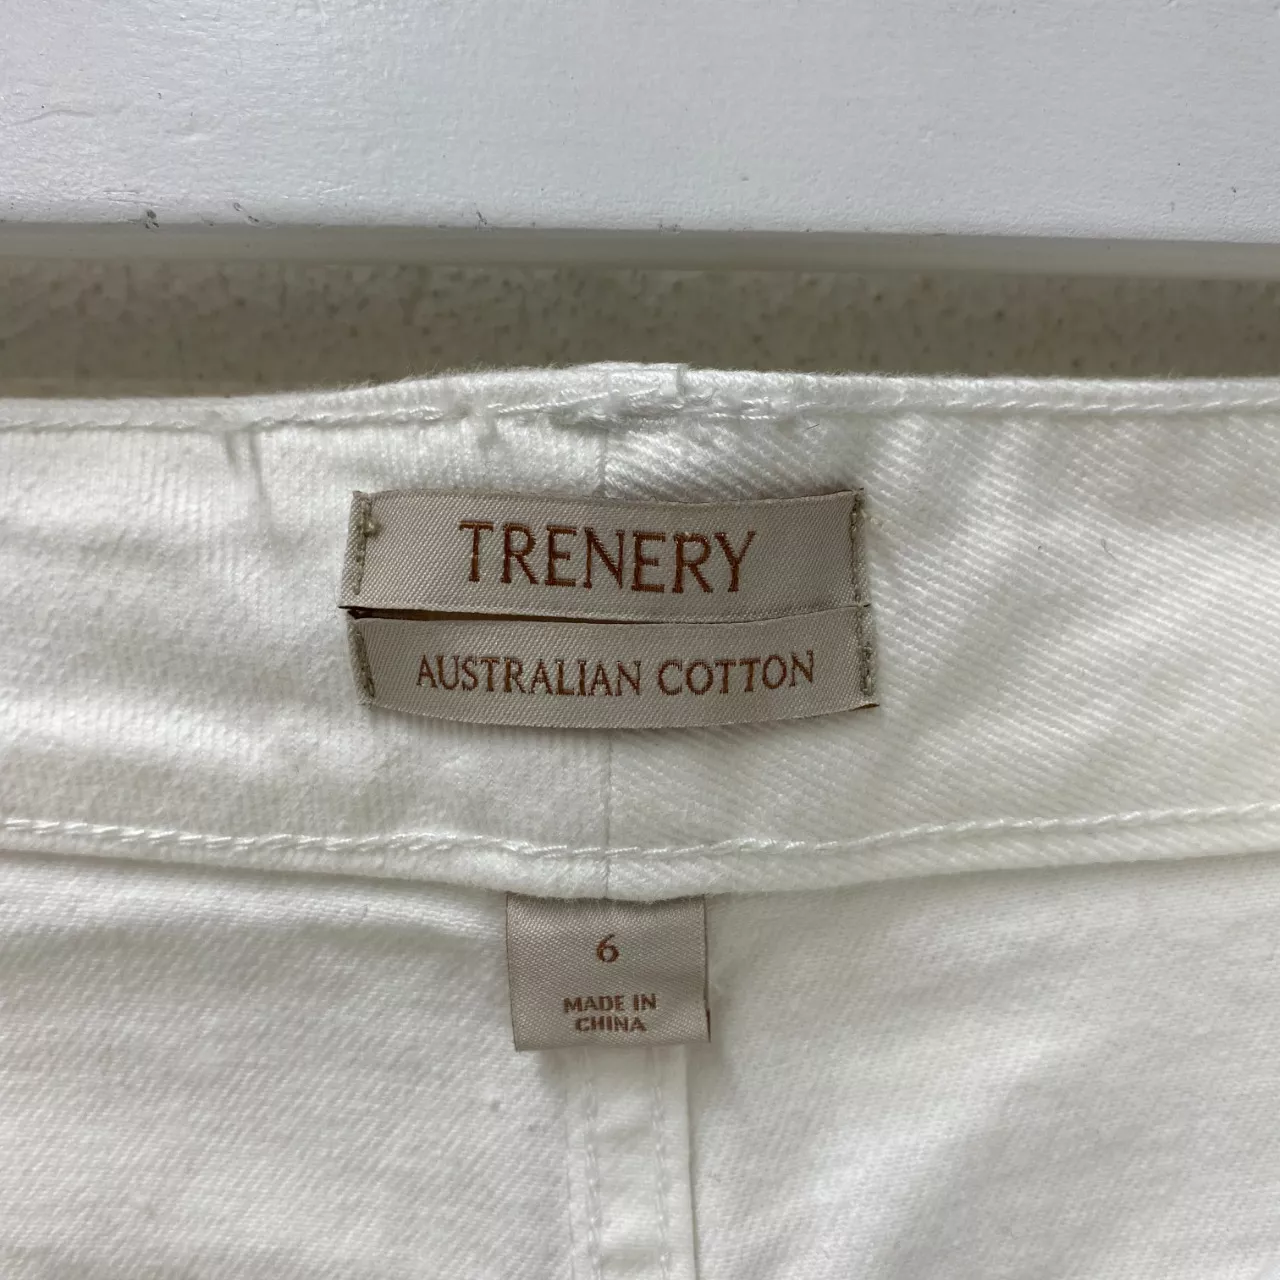 TRENERY
AUSTRALIAN COTTON
6
MADE IN
CHINA